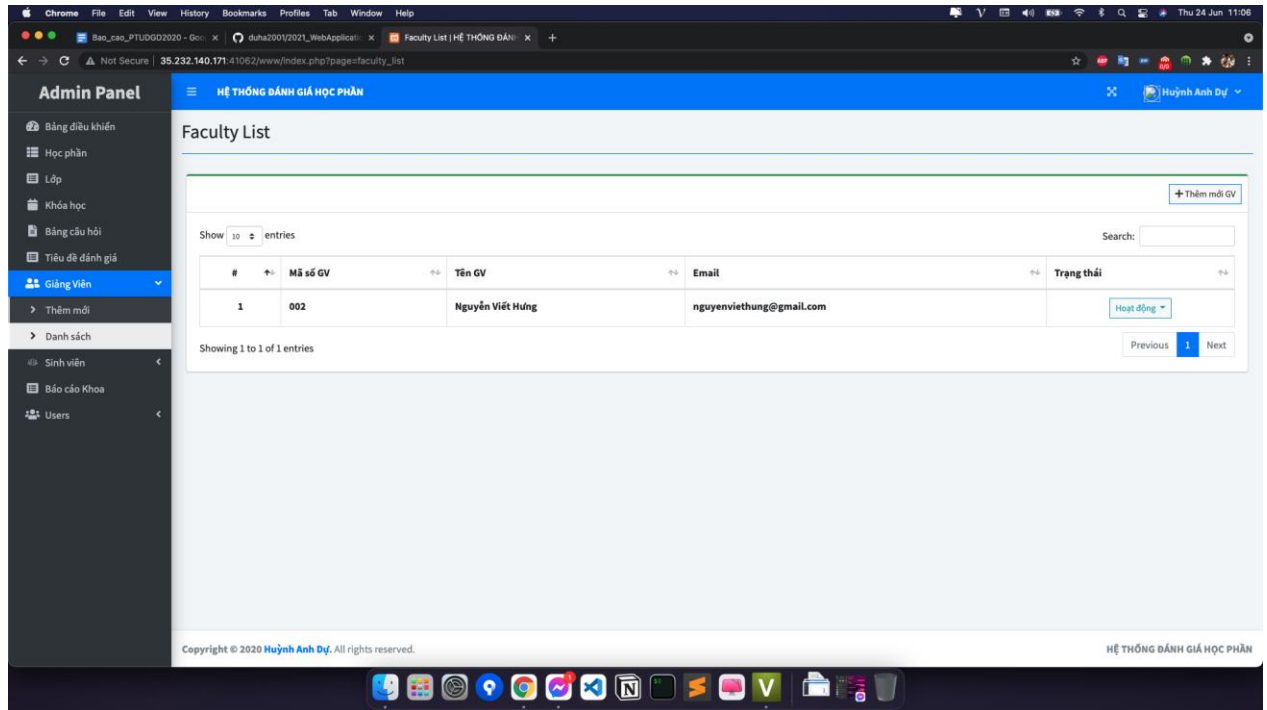 Chrome File Edit View History Bookmarks Profiles Tab Window Help
Thu 24 Jun 11:06
Bao_cao_PTUDGD2020 - Goo
duha2001/2021_WebApplicati
Faculty List | HỆ THỐNG ĐÁN
Not Secure | 35.232.140.171:41062/www/index.php?page=faculty_list
Admin Panel
HỆ THỐNG ĐÁNH GIÁ HỌC PHẦN
Huỳnh Anh Dự
Bảng điều khiển
Học phần
Lớp
Khóa học
Bảng câu hỏi
Tiêu đề đánh giá
Giảng Viên
Thêm mới
Danh sách
Sinh viên
Báo cáo Khoa
Users
Faculty List
Thêm mới GV
Show 10 entries
Search:
# Mã số GV Tên GV Email Trạng thái
1 002 Nguyễn Viết Hưng nguyenviethung@gmail.com Hoạt động
Showing 1 to 1 of 1 entries
Previous 1 Next
Copyright © 2020 Huỳnh Anh Dự. All rights reserved.
HỆ THỐNG ĐÁNH GIÁ HỌC PHẦN